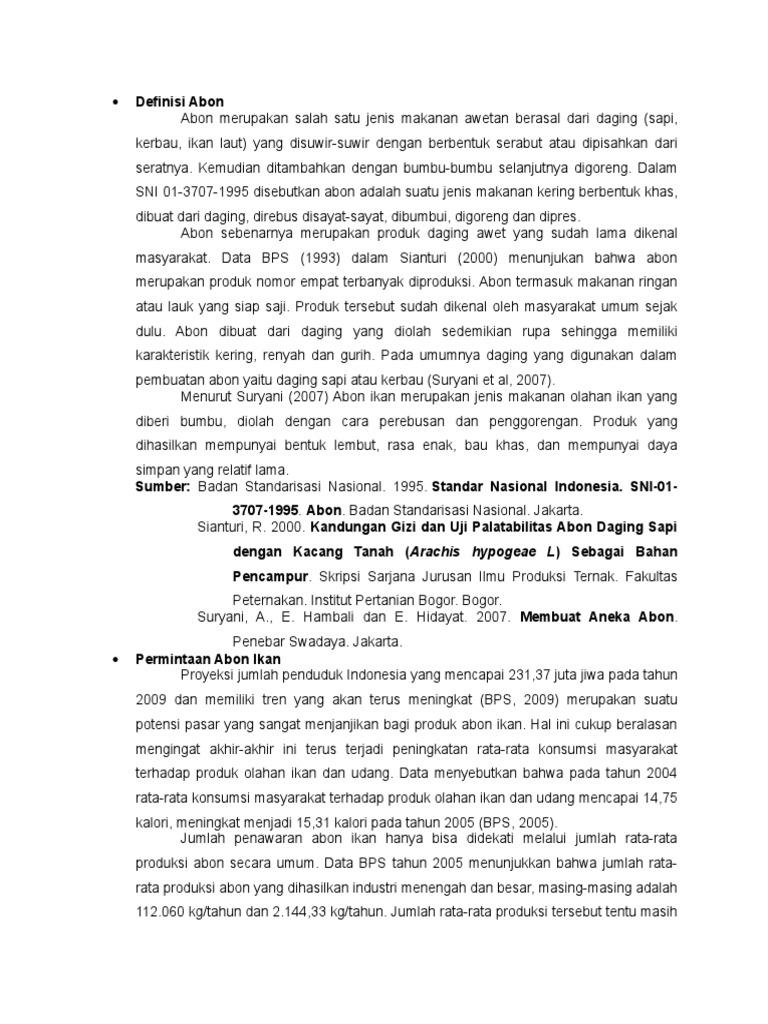 • Definisi Abon
Abon merupakan salah satu jenis makanan awetan berasal dari daging (sapi,
kerbau, ikan laut) yang disuwir-suwir dengan berbentuk serabut atau dipisahkan dari
seratnya. Kemudian ditambahkan dengan bumbu-bumbu selanjutnya digoreng. Dalam
SNI 01-3707-1995 disebutkan abon adalah suatu jenis makanan kering berbentuk khas,
dibuat dari daging, direbus disayat-sayat, dibumbui, digoreng dan dipres.
Abon sebenarnya merupakan produk daging awet yang sudah lama dikenal
masyarakat. Data BPS (1993) dalam Sianturi (2000) menunjukan bahwa abon
merupakan produk nomor empat terbanyak diproduksi. Abon termasuk makanan ringan
atau lauk yang siap saji. Produk tersebut sudah dikenal oleh masyarakat umum sejak
dulu. Abon dibuat dari daging yang diolah sedemikian rupa sehingga memiliki
karakteristik kering, renyah dan gurih. Pada umumnya daging yang digunakan dalam
pembuatan abon yaitu daging sapi atau kerbau (Suryani et al, 2007).
Menurut Suryani (2007) Abon ikan merupakan jenis makanan olahan ikan yang
diberi bumbu, diolah dengan cara perebusan dan penggorengan. Produk yang
dihasilkan mempunyai bentuk lembut, rasa enak, bau khas, dan mempunyai daya
simpan yang relatif lama.
Sumber: Badan Standarisasi Nasional. 1995. Standar Nasional Indonesia. SNI-01-
3707-1995. Abon. Badan Standarisasi Nasional. Jakarta.
Sianturi, R. 2000. Kandungan Gizi dan Uji Palatabilitas Abon Daging Sapi
dengan Kacang Tanah (Arachis hypogeae L) Sebagai Bahan
Pencampur. Skripsi Sarjana Jurusan Ilmu Produksi Ternak. Fakultas
Peternakan. Institut Pertanian Bogor. Bogor.
Suryani, A., E. Hambali dan E. Hidayat. 2007. Membuat Aneka Abon.
Penebar Swadaya. Jakarta.
• Permintaan Abon Ikan
Proyeksi jumlah penduduk Indonesia yang mencapai 231,37 juta jiwa pada tahun
2009 dan memiliki tren yang akan terus meningkat (BPS, 2009) merupakan suatu
potensi pasar yang sangat menjanjikan bagi produk abon ikan. Hal ini cukup beralasan
mengingat akhir-akhir ini terus terjadi peningkatan rata-rata konsumsi masyarakat
terhadap produk olahan ikan dan udang. Data menyebutkan bahwa pada tahun 2004
rata-rata konsumsi masyarakat terhadap produk olahan ikan dan udang mencapai 14,75
kalori, meningkat menjadi 15,31 kalori pada tahun 2005 (BPS, 2005).
Jumlah penawaran abon ikan hanya bisa didekati melalui jumlah rata-rata
produksi abon secara umum. Data BPS tahun 2005 menunjukkan bahwa jumlah rata-
rata produksi abon yang dihasilkan industri menengah dan besar, masing-masing adalah
112.060 kg/tahun dan 2.144,33 kg/tahun. Jumlah rata-rata produksi tersebut tentu masih